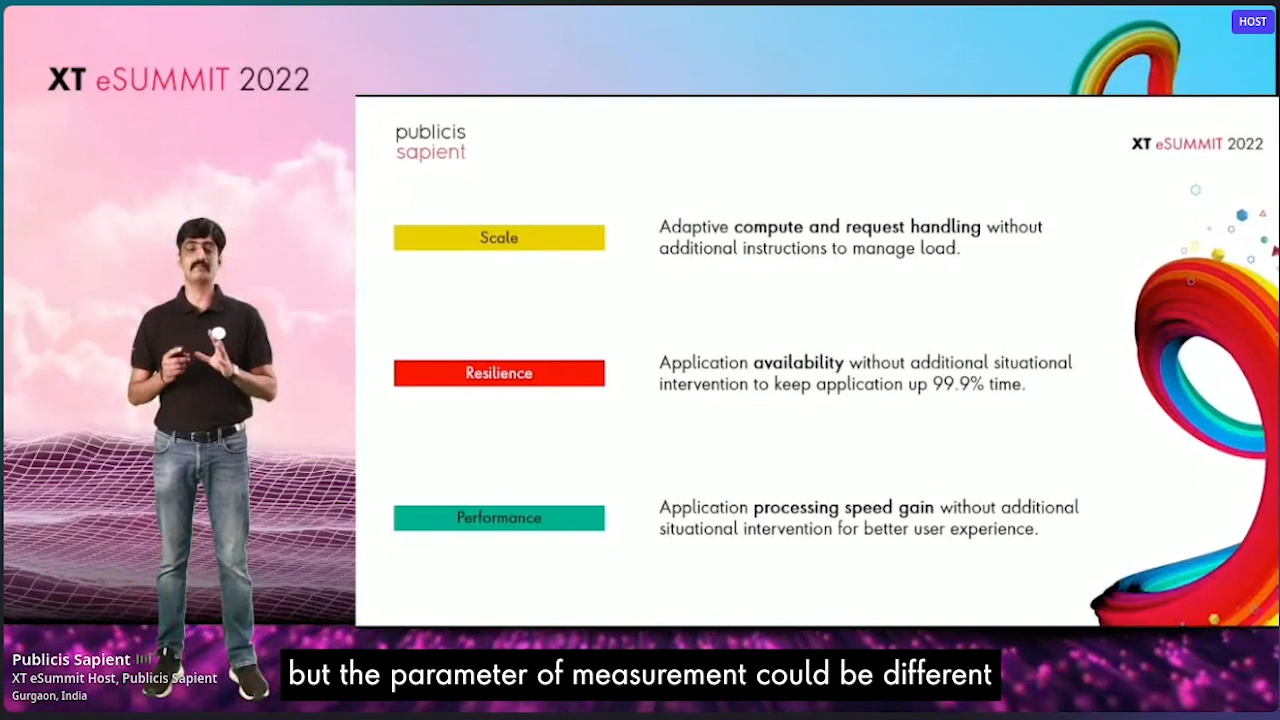 HOST
XT eSUMMIT 2022
publicis
sapient
XT eSUMMIT 2022
Scale
Adaptive compute and request handling without
additional instructions to manage load.
Resilience
Application availability without additional situational
intervention to keep application up 99.9% time.
Performance
Application processing speed gain without additional
situational intervention for better user experience.
Publicis Sapient
XT eSummit Host, Publicis Sapient
Gurgaon, India
but the parameter of measurement could be different